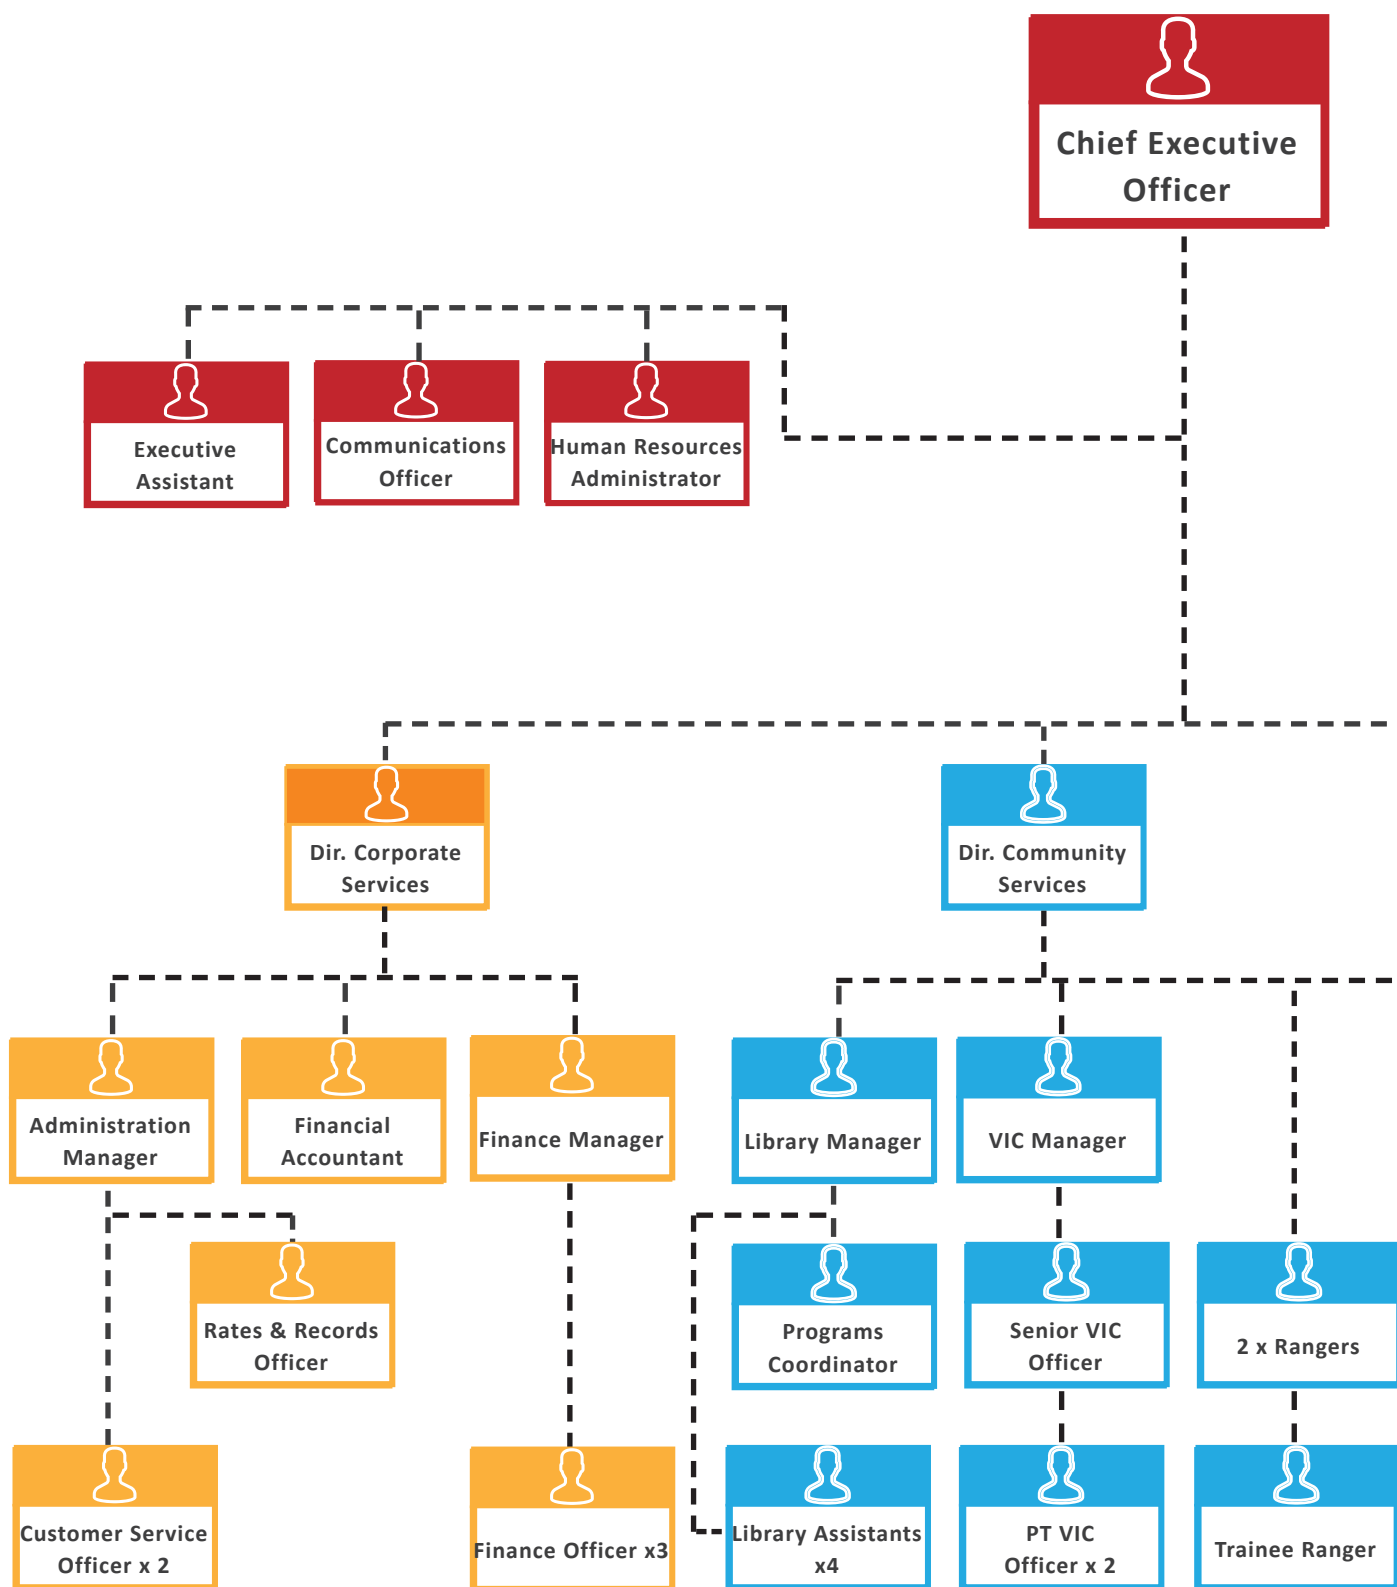 Chief Executive
Officer
Executive
Assistant
Communications
Officer
Human Resources
Administrator
Dir. Corporate
Services
Dir. Community
Services
Administration
Manager
Financial
Accountant
Finance Manager
Library Manager
VIC Manager
Rates & Records
Officer
Programs
Coordinator
Senior VIC
Officer
2 x Rangers
Customer Service
Officer x 2
Finance Officer x3
Library Assistants
x4
PT VIC
Officer x 2
Trainee Ranger